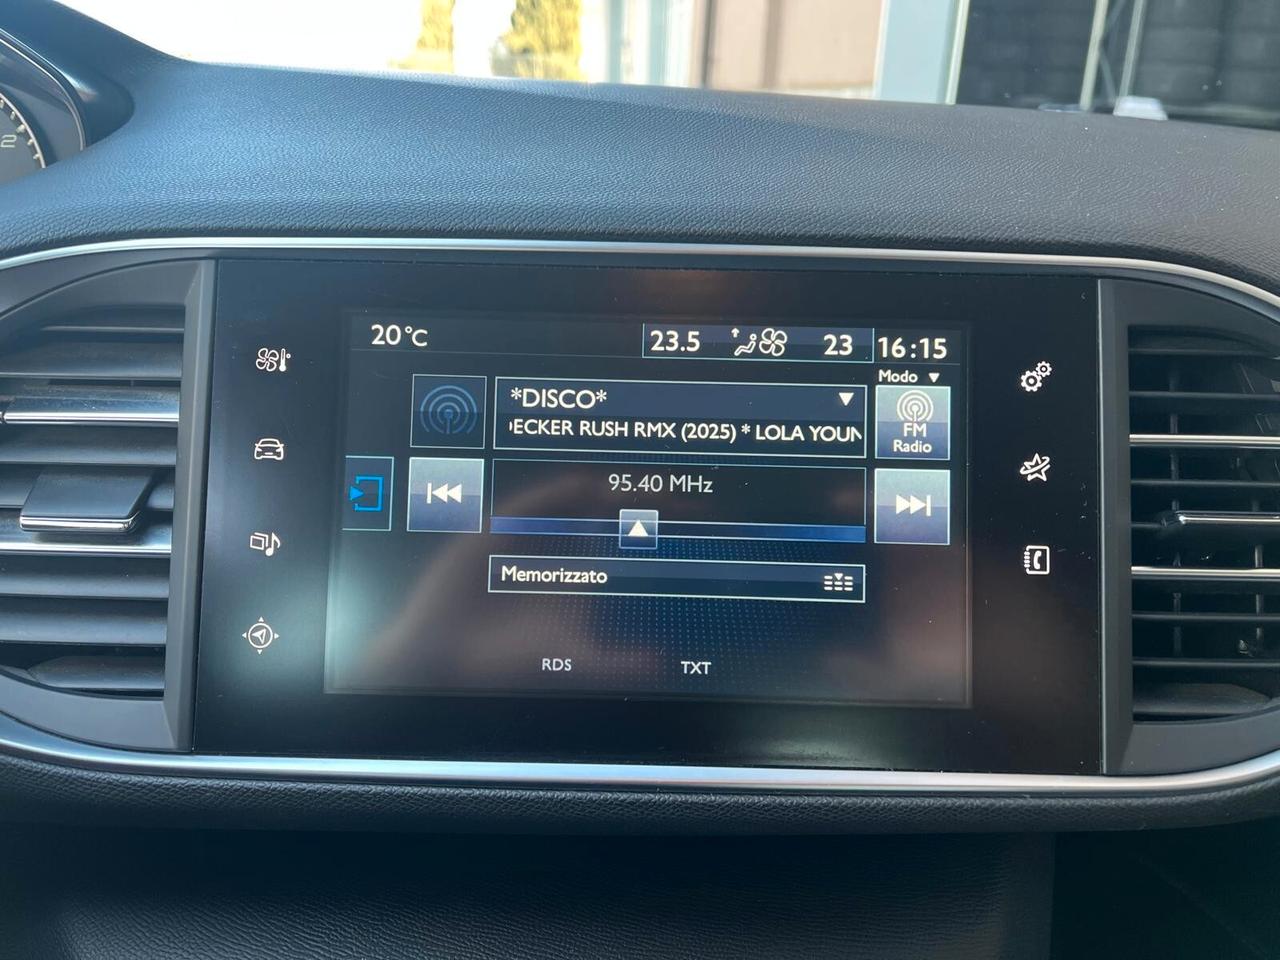 2
20°C
23.5 23 16:15
Modo
*DISCO*
ECKER RUSH RMX (2025) * LOLA YOUN
FM
Radio
95.40 MHz
Memorizzato
RDS TXT